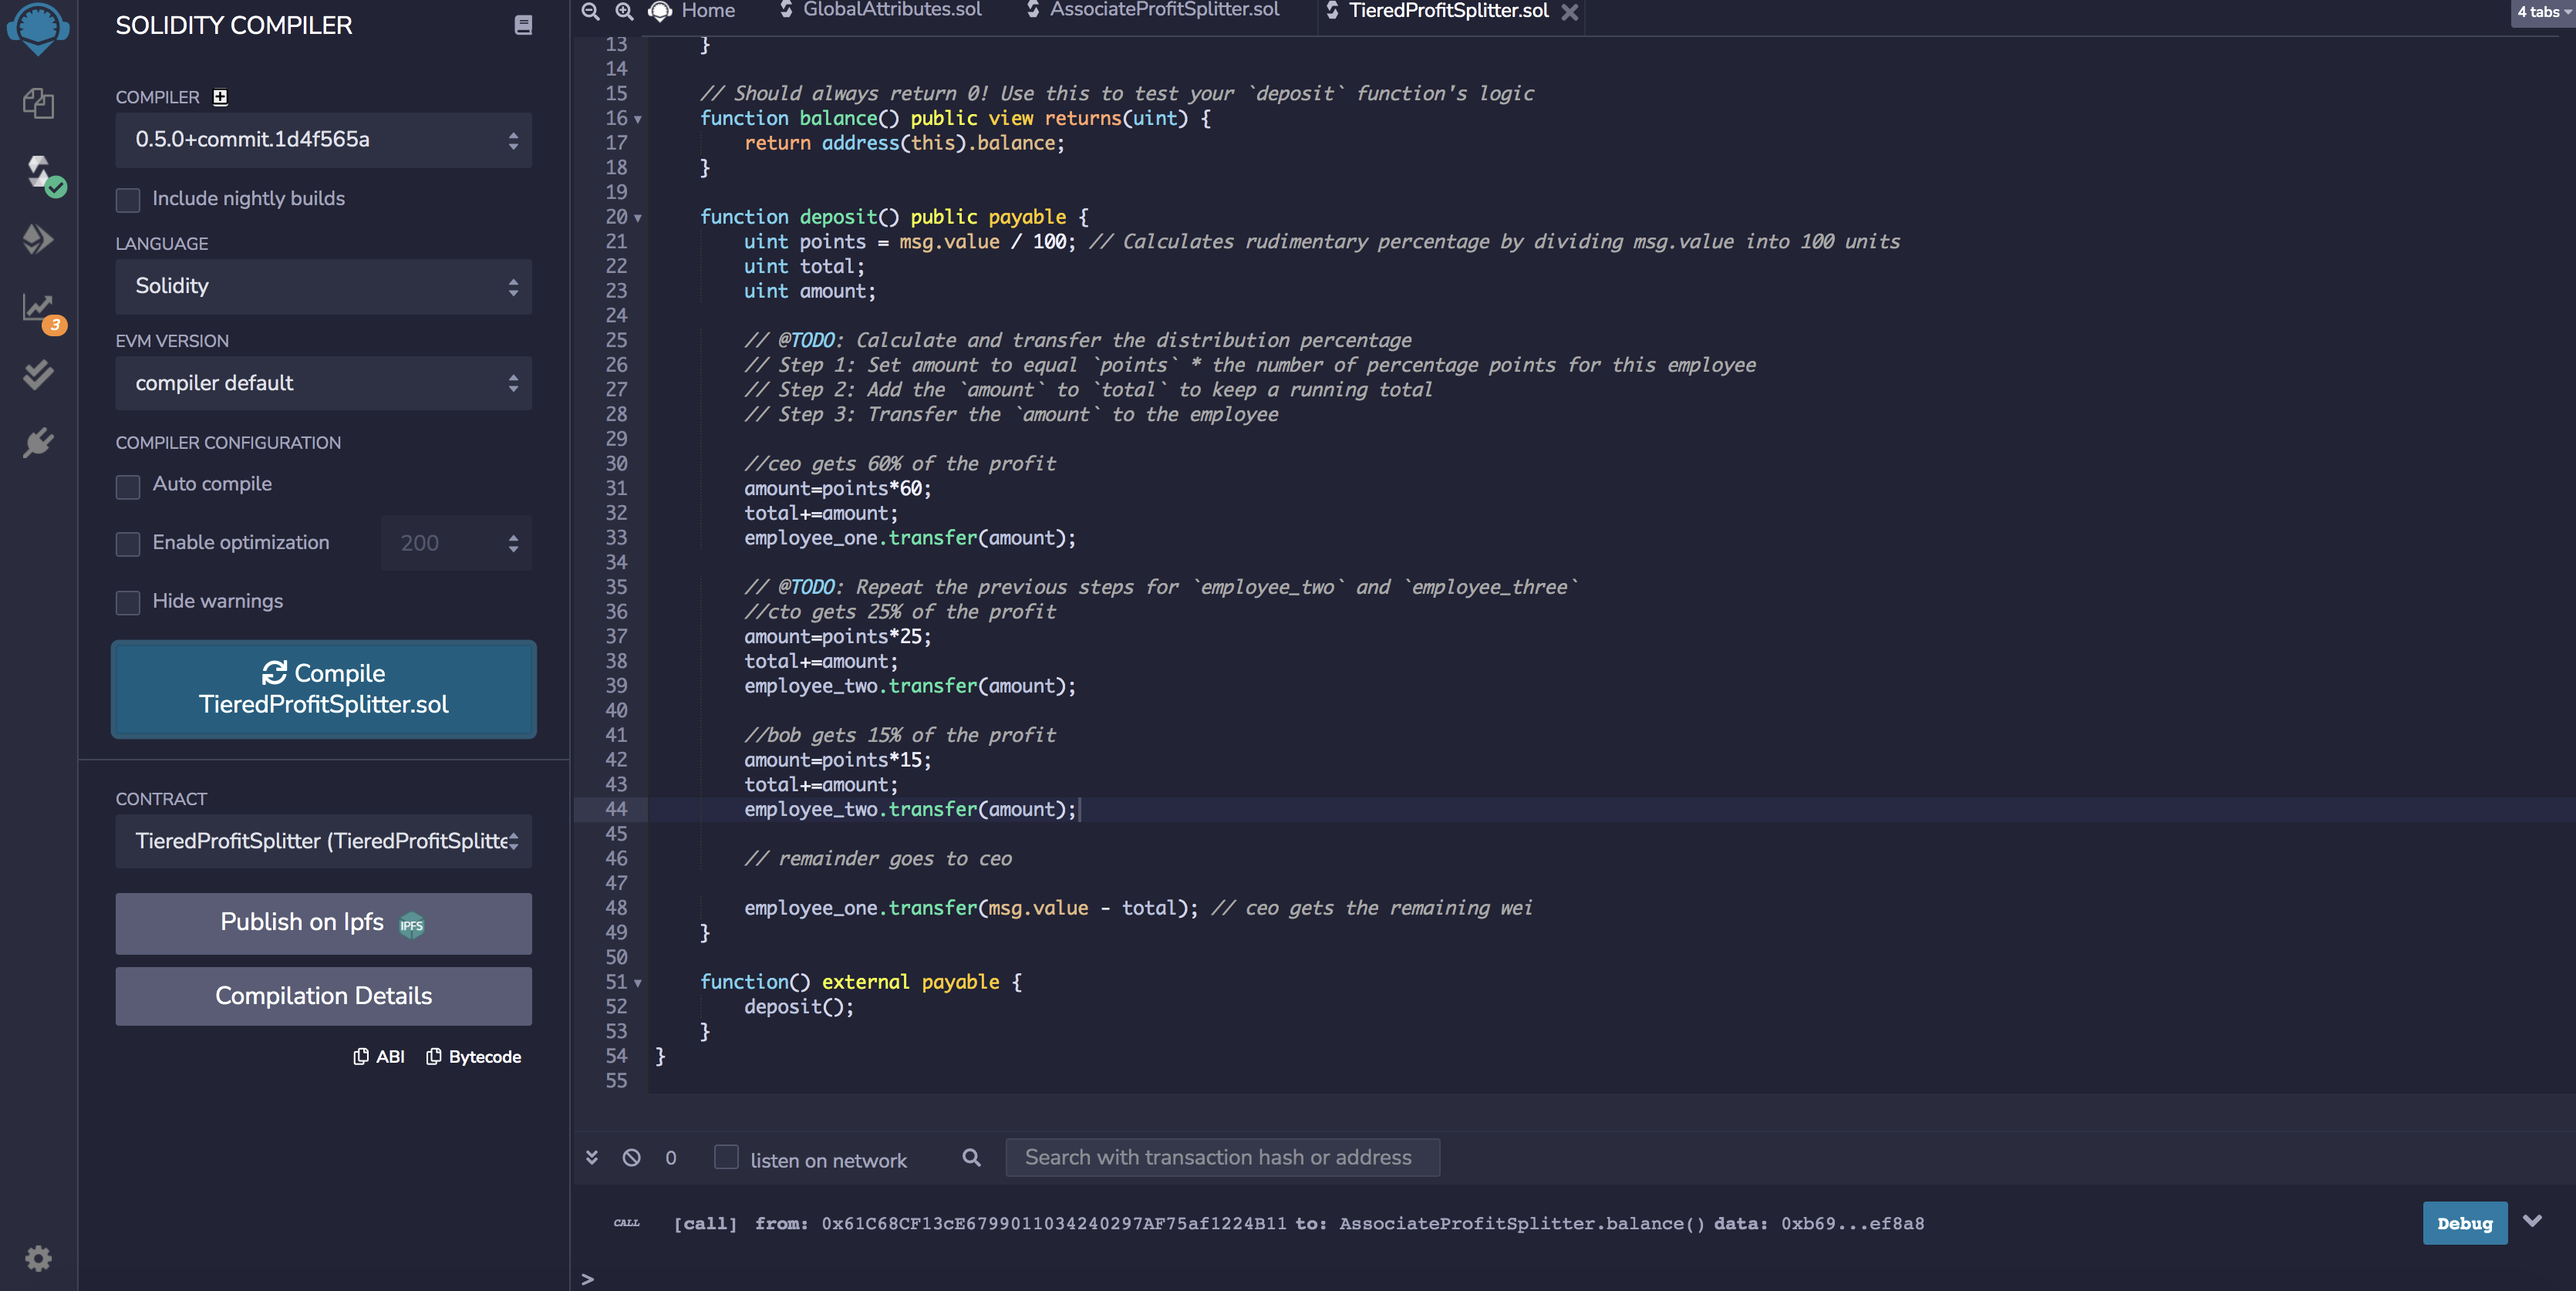 SOLIDITY COMPILER
COMPILER
0.5.0+commit.1d4f565a
Include nightly builds
LANGUAGE
Solidity
EVM VERSION
compiler default
COMPILER CONFIGURATION
Auto compile
Enable optimization 200
Hide warnings
Compile
TieredProfitSplitter.sol
CONTRACT
TieredProfitSplitter (TieredProfitSplitte
Publish on Ipfs IPFS
Compilation Details
ABI Bytecode
3
Home GlobalAttributes.sol AssociateProfitSplitter.sol TieredProfitSplitter.sol 4 tabs
13 }
14
15 // Should always return 0! Use this to test your `deposit` function's logic
16 function balance() public view returns(uint) {
17 return address(this).balance;
18 }
19
20 function deposit() public payable {
21 uint points = msg.value / 100; // Calculates rudimentary percentage by dividing msg.value into 100 units
22 uint total;
23 uint amount;
24
25 // @TODO: Calculate and transfer the distribution percentage
26 // Step 1: Set amount to equal `points` * the number of percentage points for this employee
27 // Step 2: Add the `amount` to `total` to keep a running total
28 // Step 3: Transfer the `amount` to the employee
29
30 //ceo gets 60% of the profit
31 amount=points*60;
32 total+=amount;
33 employee_one.transfer(amount);
34
35 // @TODO: Repeat the previous steps for `employee_two` and `employee_three`
36 //cto gets 25% of the profit
37 amount=points*25;
38 total+=amount;
39 employee_two.transfer(amount);
40
41 //bob gets 15% of the profit
42 amount=points*15;
43 total+=amount;
44 employee_two.transfer(amount);
45
46 // remainder goes to ceo
47
48 employee_one.transfer(msg.value - total); // ceo gets the remaining wei
49 }
50
51 function() external payable {
52 deposit();
53 }
54 }
55
0 listen on network Search with transaction hash or address
CALL [call] from: 0x61C68CF13cE6799011034240297AF75af1224B11 to: AssociateProfitSplitter.balance() data: 0xb69...ef8a8 Debug
>